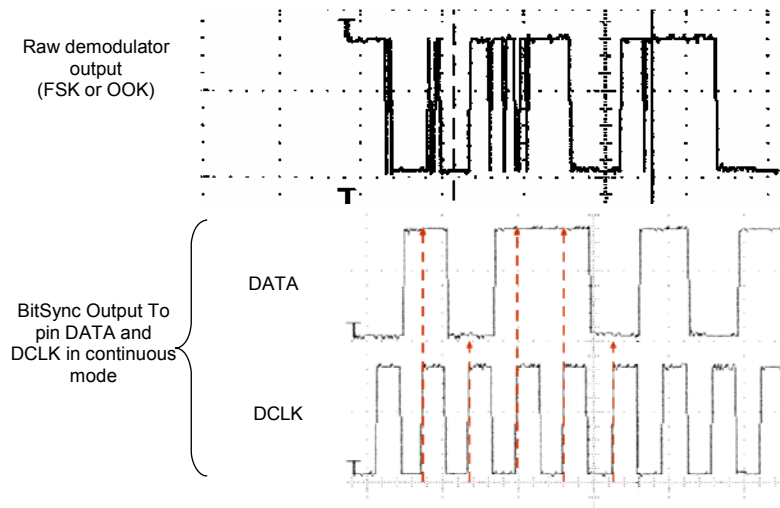 Raw demodulator
output
(FSK or OOK)
BitSync Output To
pin DATA and
DCLK in continuous
mode
DATA
DCLK